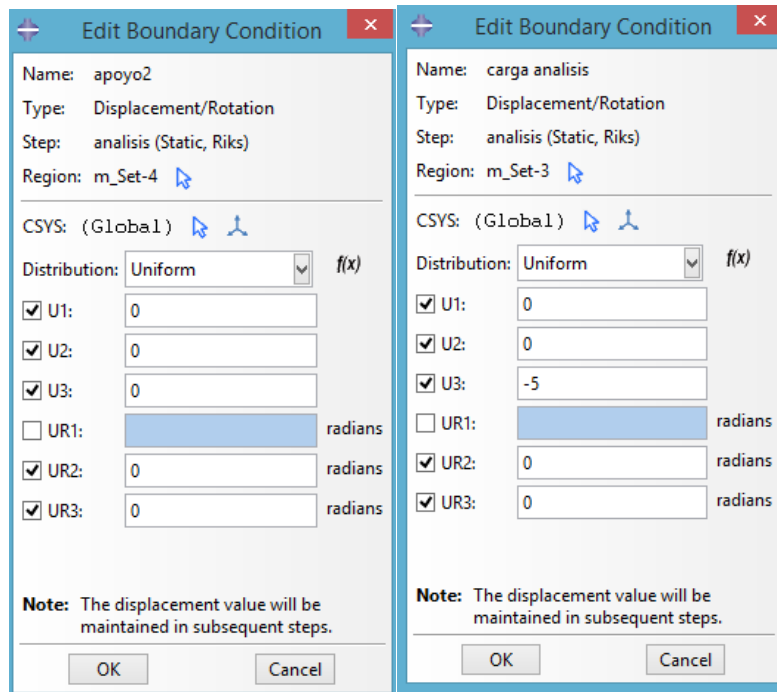 Edit Boundary Condition
Name: apoyo2
Type: Displacement/Rotation
Step: analisis (Static, Riks)
Region: m_Set-4
CSYS: (Global)
Distribution: Uniform f(x)
U1: 0
U2: 0
U3: 0
UR1: radians
UR2: 0 radians
UR3: 0 radians
Note: The displacement value will be
maintained in subsequent steps.
OK Cancel
Edit Boundary Condition
Name: carga analisis
Type: Displacement/Rotation
Step: analisis (Static, Riks)
Region: m_Set-3
CSYS: (Global)
Distribution: Uniform f(x)
U1: 0
U2: 0
U3: -5
UR1: radians
UR2: 0 radians
UR3: 0 radians
Note: The displacement value will be
maintained in subsequent steps.
OK Cancel